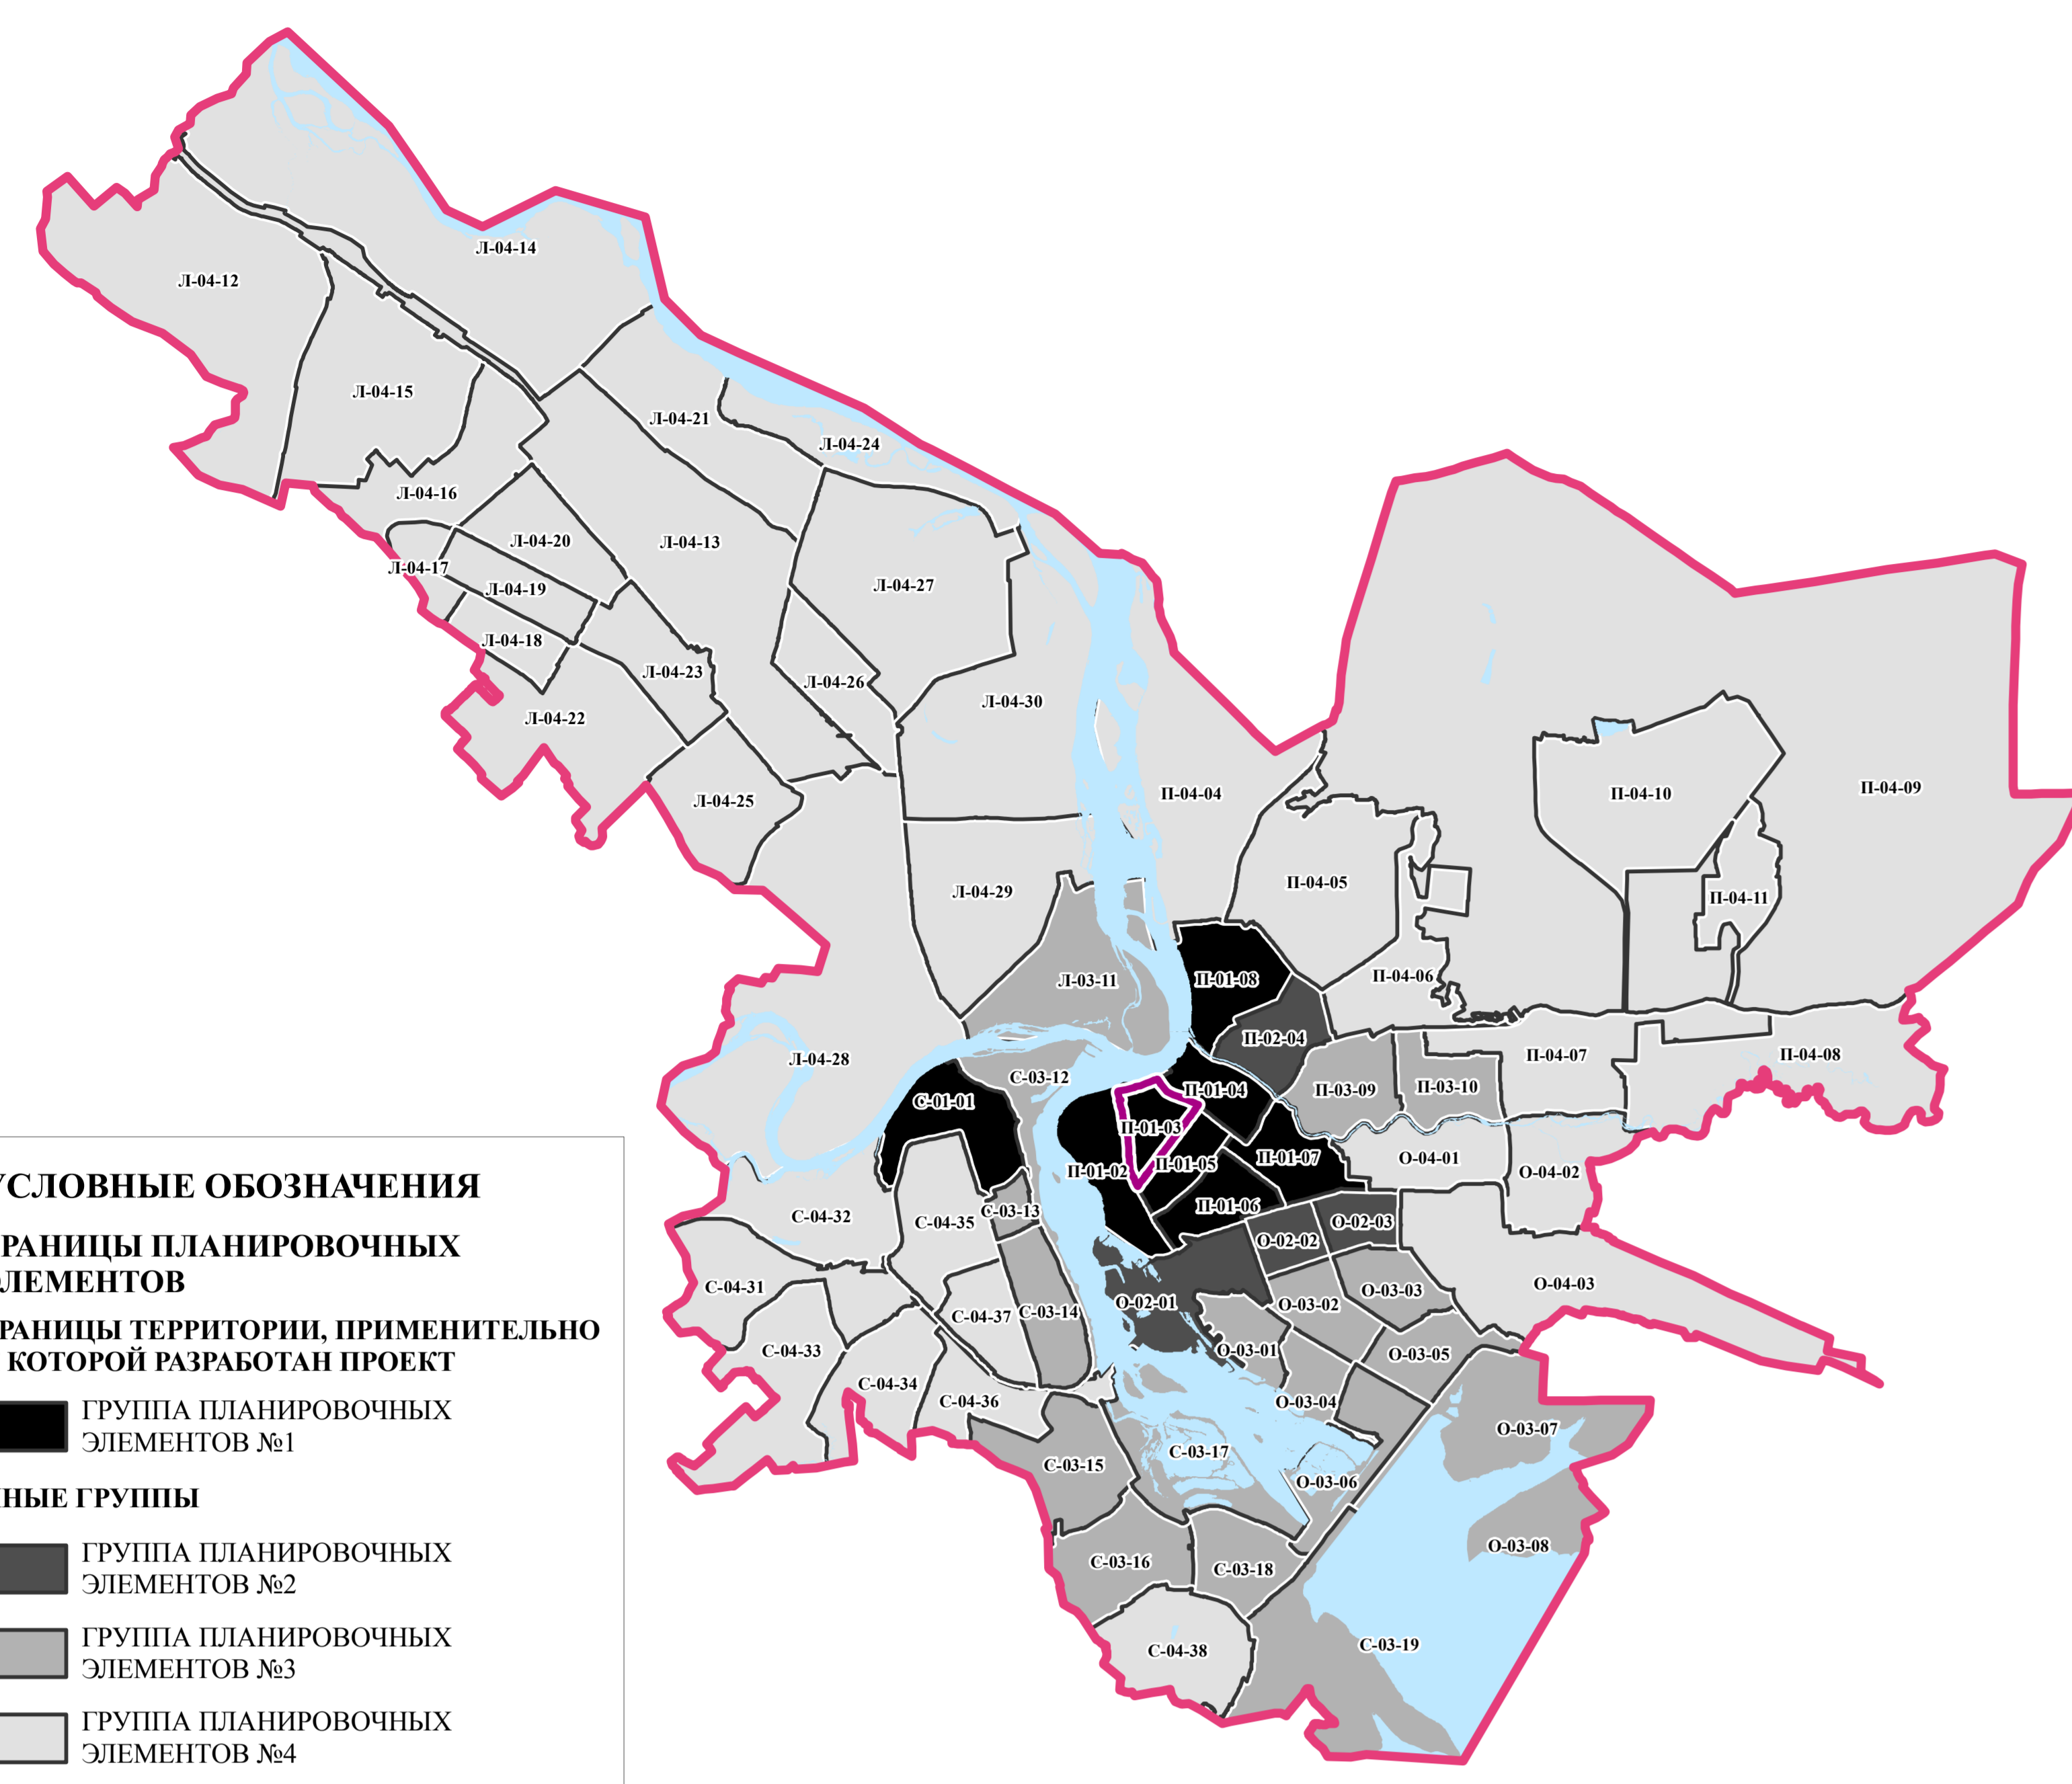 Л-04-14
Л-04-12
Л-04-15
Л-04-21
Л-04-24
Л-04-16
Л-04-20
Л-04-13
Л-04-17
Л-04-27
Л-04-19
Л-04-18
Л-04-23
Л-04-26
Л-04-30
Л-04-22
П-04-09
П-04-04
П-04-10
Л-04-25
П-04-05
Л-04-29
П-04-11
П-04-06
П-01-08
Л-03-11
П-02-04
П-04-08
П-04-07
Л-04-28
С-03-12
П-03-10
П-01-04
П-03-09
С-01-01
П-01-03
П-01-07
О-04-01
П-01-05
П-01-02
О-04-02
П-01-06
С-03-13
С-04-32
С-04-35
О-02-03
О-02-02
О-04-03
С-04-31
О-03-03
О-02-01
О-03-02
С-03-14
С-04-37
О-03-01
С-04-33
О-03-05
С-04-34
С-04-36
О-03-04
О-03-07
С-03-17
С-03-15
О-03-06
О-03-08
С-03-16
С-03-18
С-03-19
С-04-38
УСЛОВНЫЕ ОБОЗНАЧЕНИЯ
РАНИЦЫ ПЛАНИРОВОЧНЫХ
ЛЕМЕНТОВ
РАНИЦЫ ТЕРРИТОРИИ, ПРИМЕНИТЕЛЬНО
КОТОРОЙ РАЗРАБОТАН ПРОЕКТ
ГРУППА ПЛАНИРОВОЧНЫХ
ЭЛЕМЕНТОВ №1
НЫЕ ГРУППЫ
ГРУППА ПЛАНИРОВОЧНЫХ
ЭЛЕМЕНТОВ №2
ГРУППА ПЛАНИРОВОЧНЫХ
ЭЛЕМЕНТОВ №3
ГРУППА ПЛАНИРОВОЧНЫХ
ЭЛЕМЕНТОВ №4